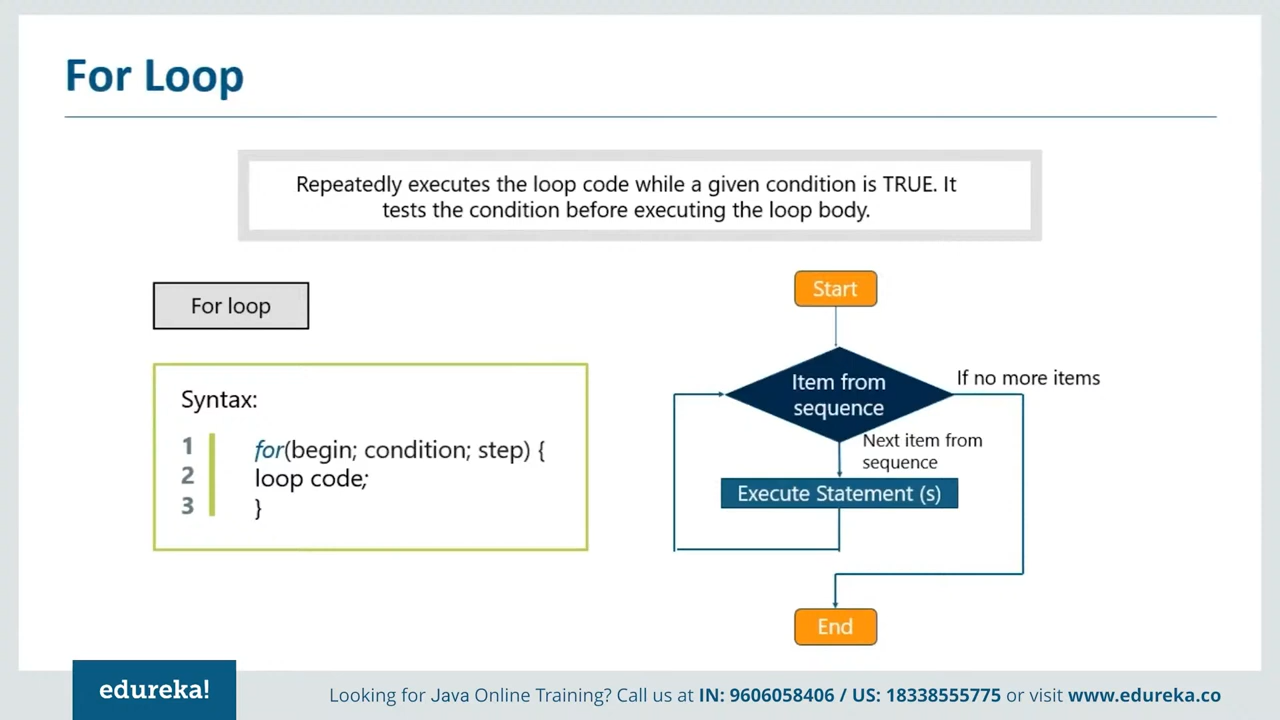 For Loop
Repeatedly executes the loop code while a given condition is TRUE. It
tests the condition before executing the loop body.
For loop
Syntax:
1 for(begin; condition; step) {
2 loop code;
3 }
Start
Item from
sequence
If no more items
Next item from
sequence
Execute Statement (s)
End
edureka!
Looking for Java Online Training? Call us at IN: 9606058406 / US: 18338555775 or visit www.edureka.co